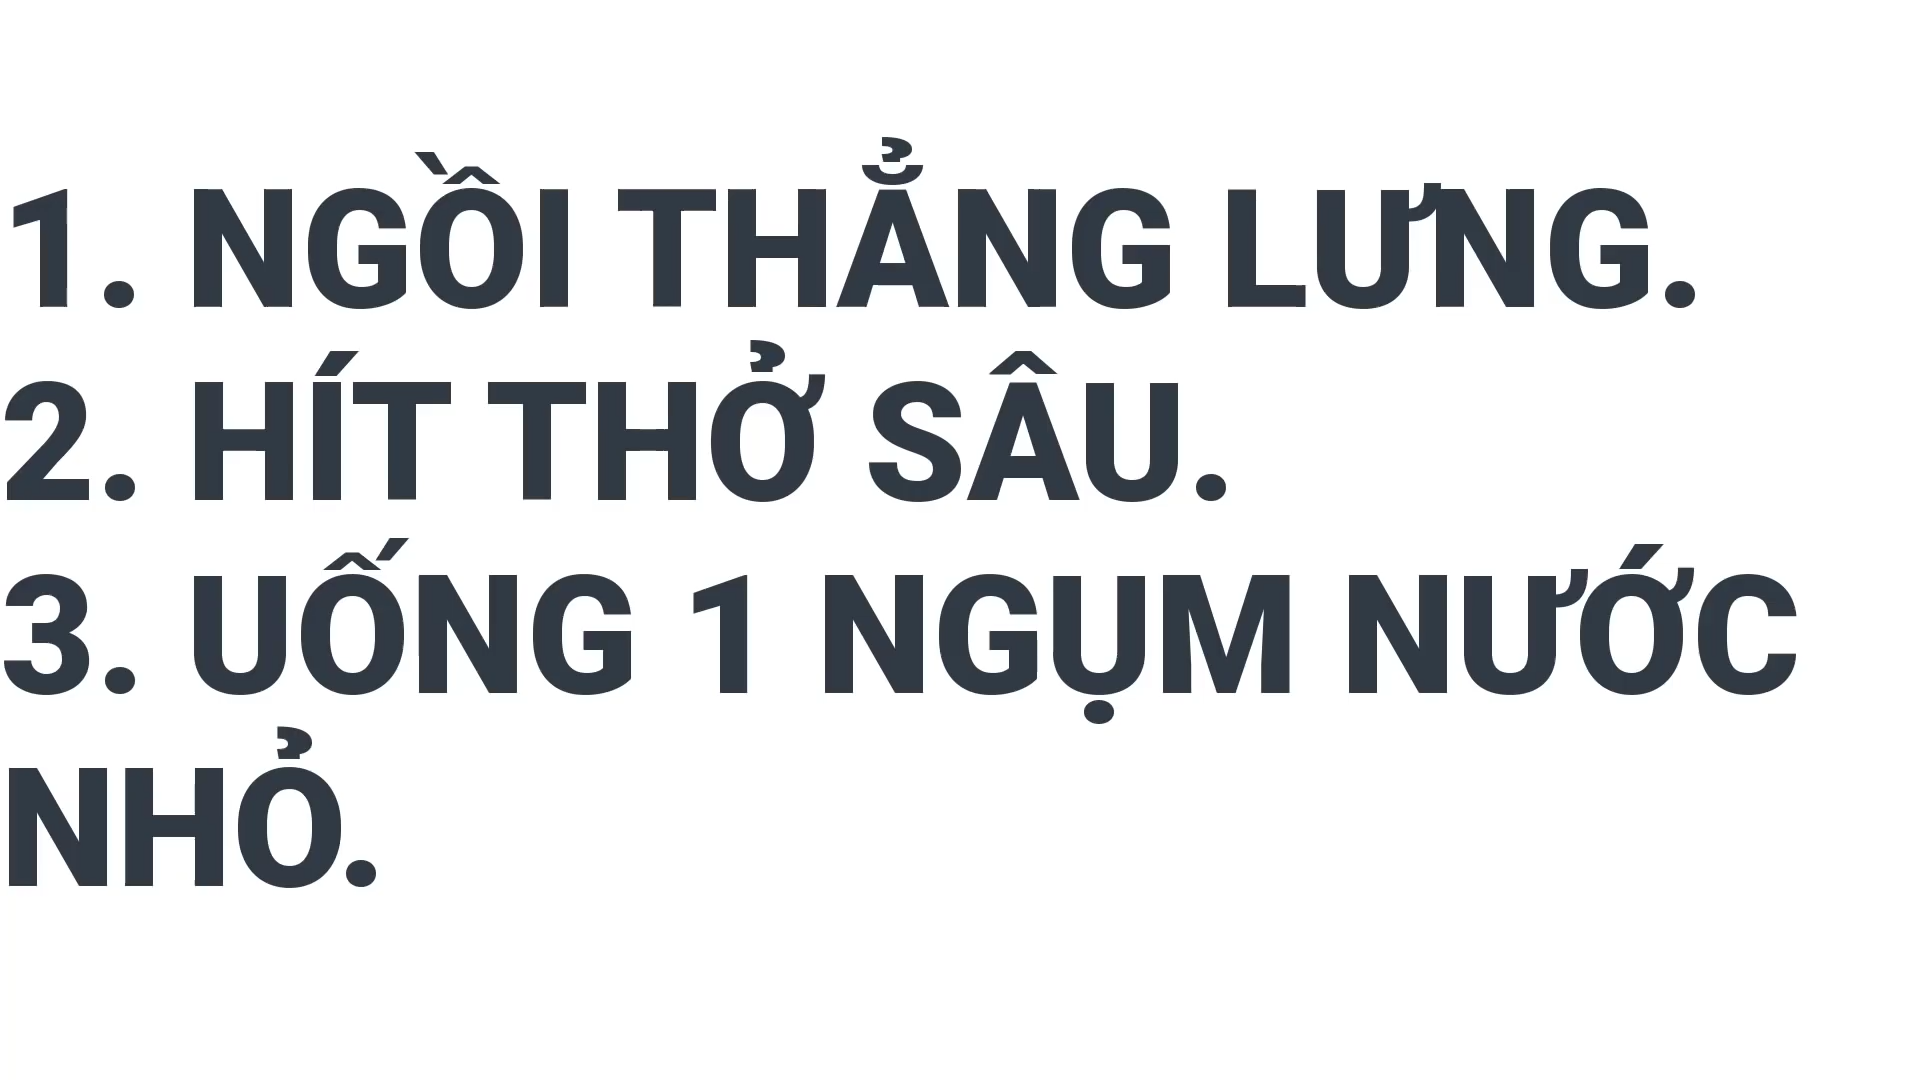 1. NGỒI THẲNG LƯNG.
2. HÍT THỞ SÂU.
3. UỐNG 1 NGỤM NƯỚC
NHỎ.